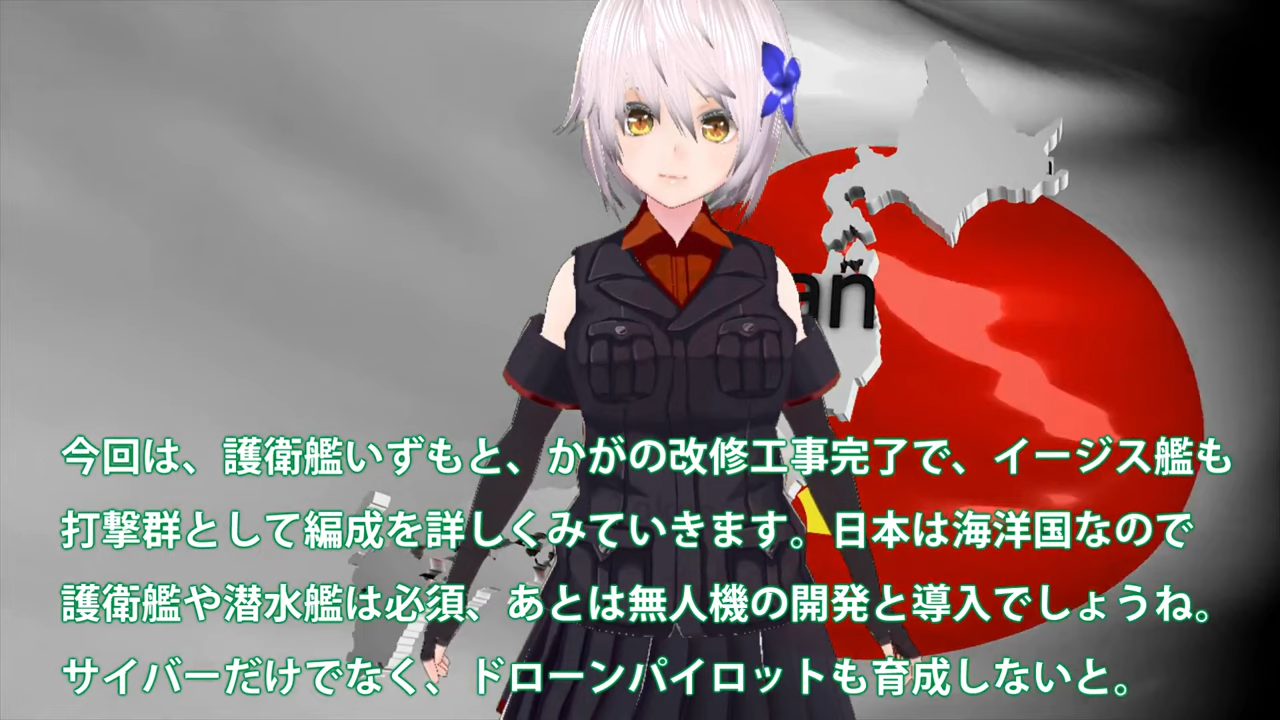 an
今回は、護衛艦いずもと、かがの改修工事完了で、イージス艦も
打撃群として編成を詳しくみていきます。日本は海洋国なので
護衛艦や潜水艦は必須、あとは無人機の開発と導入でしょうね。
サイバーだけでなく、ドローンパイロットも育成しないと。